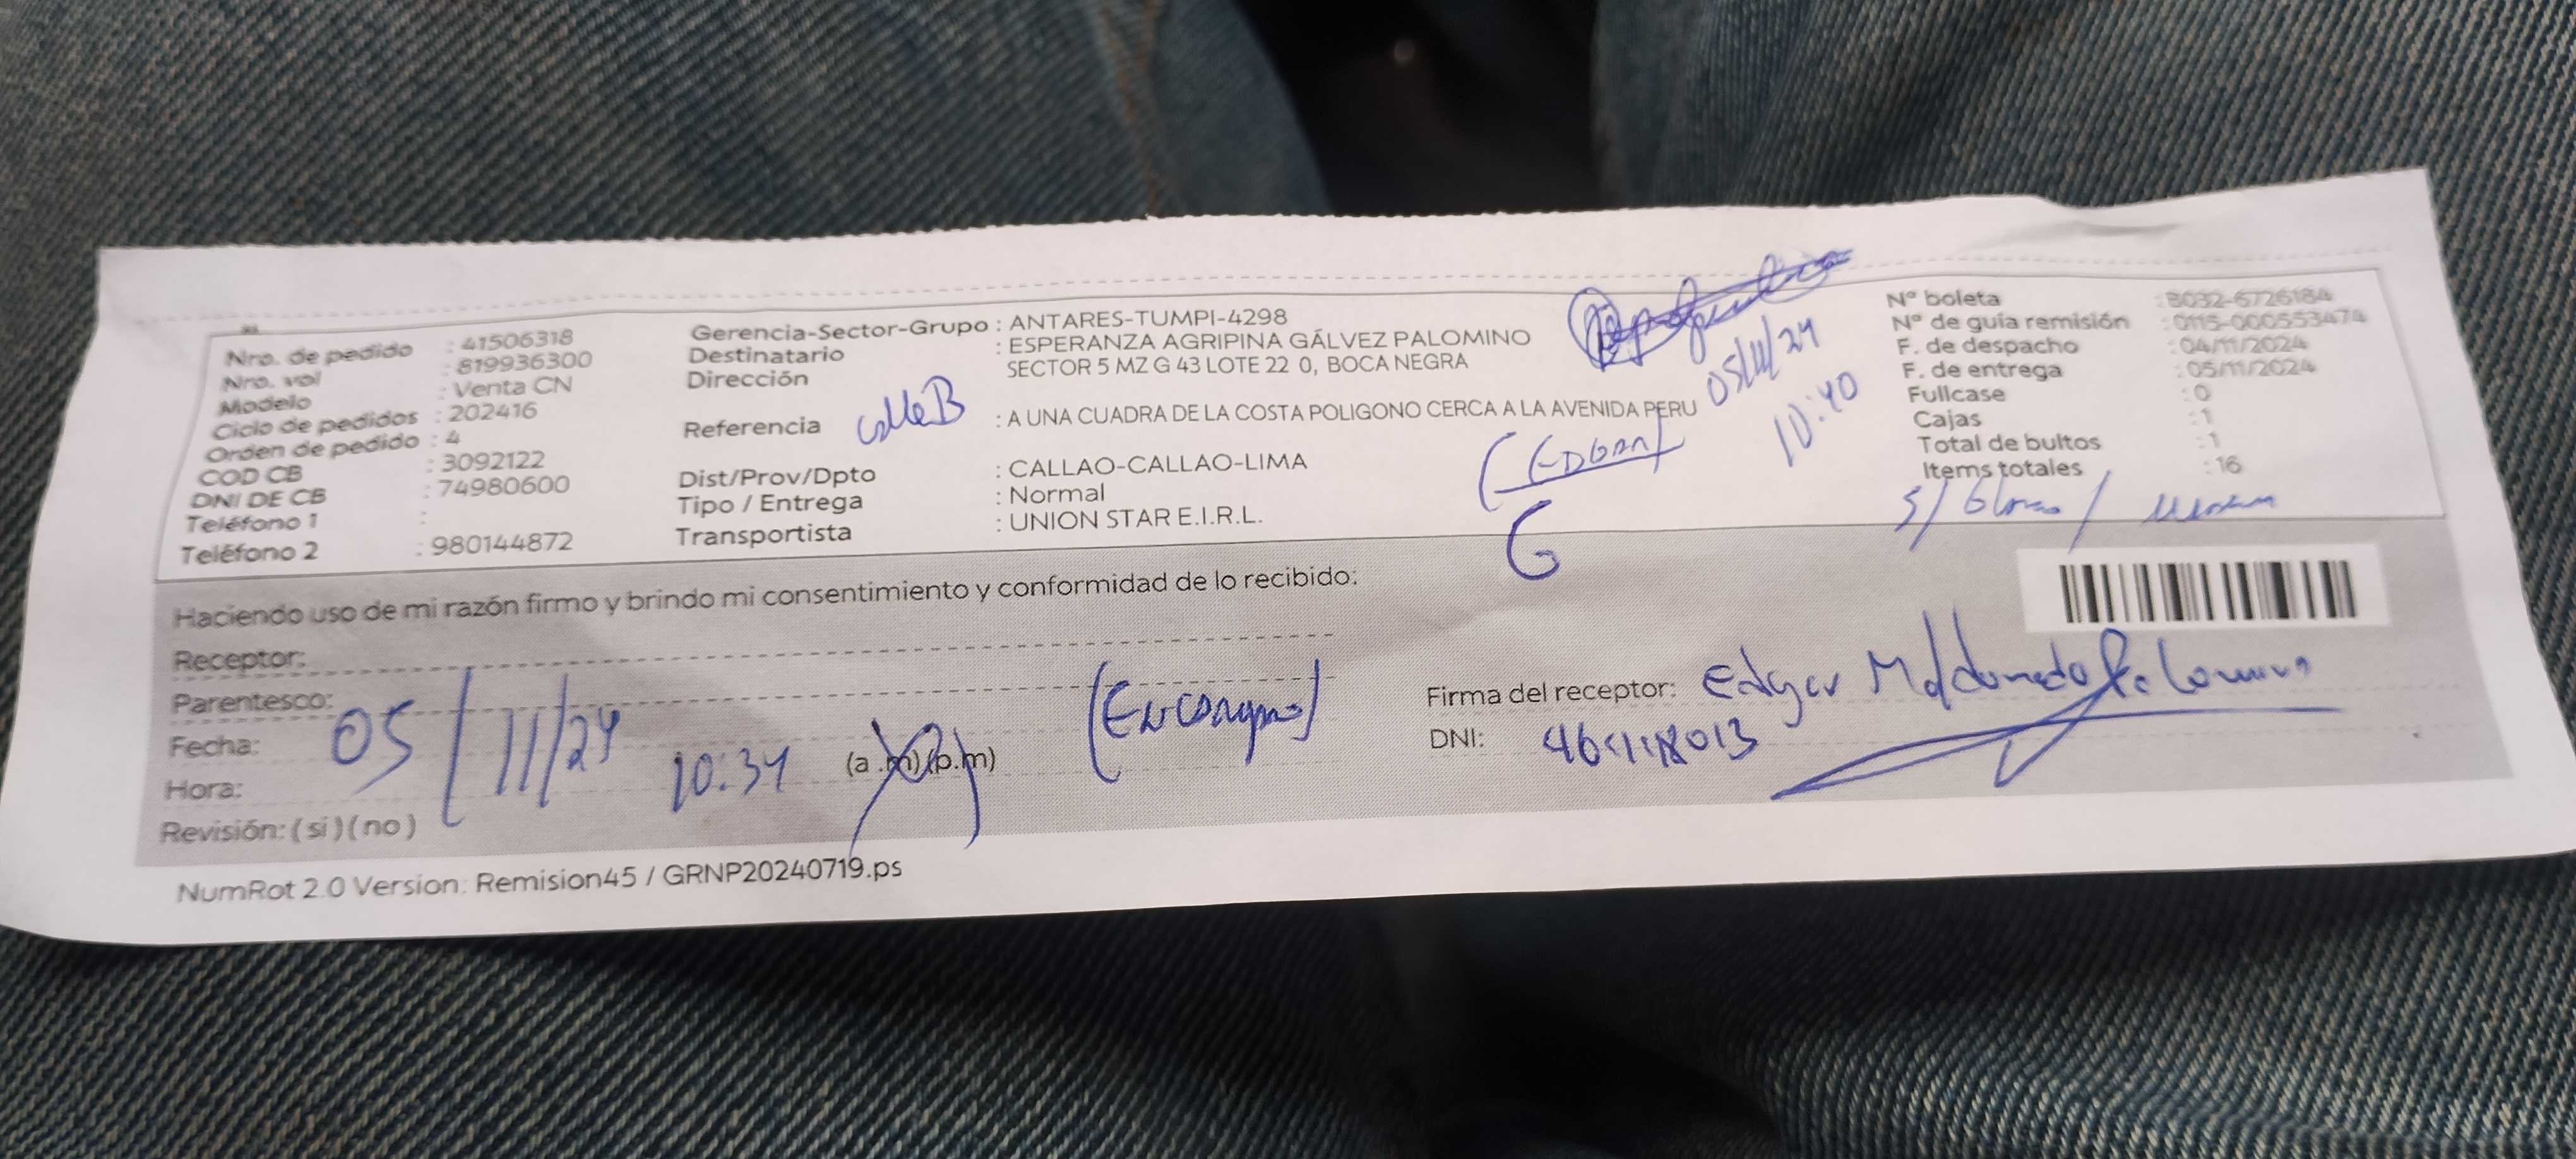 Nro. de pedido : 41506318
Nro. vol : 819936300
Modelo : Venta CN
Ciclo de pedidos : 202416
Orden de pedido : 4
COD CB : 3092122
DNI DE CB : 74980600
Teléfono 1 :
Teléfono 2 : 980144872
Gerencia-Sector-Grupo : ANTARES-TUMPI-4298
Destinatario : ESPERANZA AGRIPINA GÁLVEZ PALOMINO
Dirección SECTOR 5 MZ G 43 LOTE 22 0, BOCA NEGRA
Referencia calle B : A UNA CUADRA DE LA COSTA POLIGONO CERCA A LA AVENIDA PERU
Dist/Prov/Dpto : CALLAO-CALLAO-LIMA
Tipo / Entrega : Normal
Transportista : UNION STAR E.I.R.L.
05/11/24
10:40
(EDGAR)
G
N° boleta : B032-6726184
N° de guía remisión : 0115-000553474
F. de despacho : 04/11/2024
F. de entrega : 05/11/2024
Fullcase : 0
Cajas : 1
Total de bultos : 1
Items totales : 16
Haciendo uso de mi razón firmo y brindo mi consentimiento y conformidad de lo recibido:
Receptor:
Parentesco:
Fecha: 05/11/24
Hora: 10:34 (a.m)(p.m)
Revisión: (si)(no)
Firma del receptor: Edgar Maldonado Palomino
DNI:
NumRot 2.0 Version: Remision45 / GRNP20240719.ps